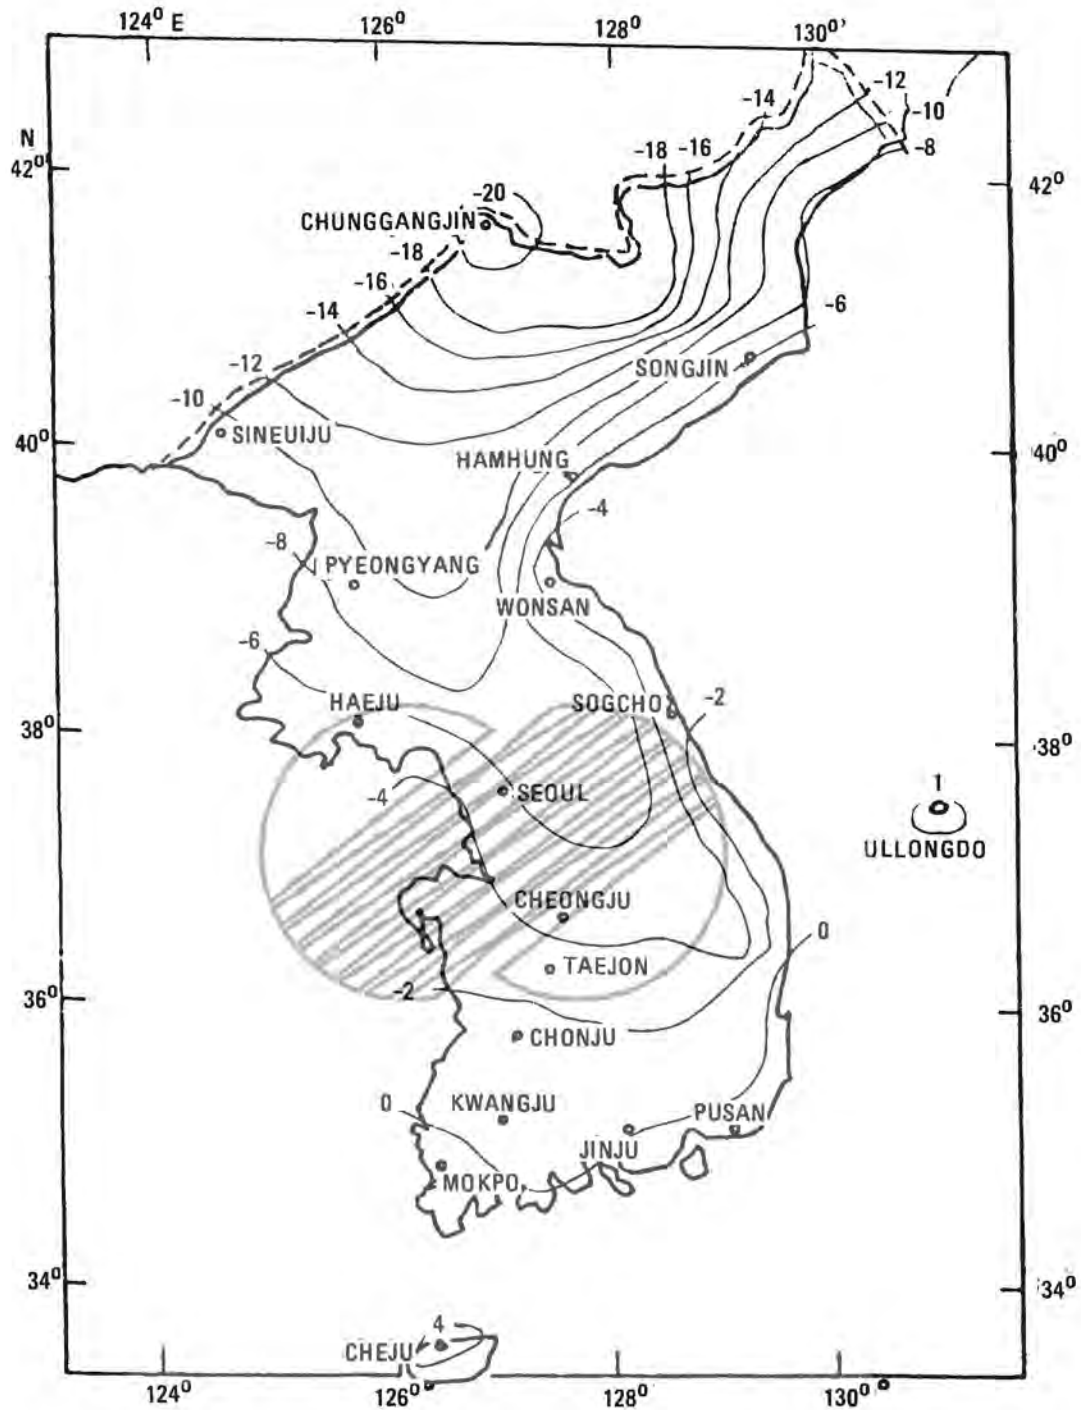 124° E 126° 128° 130°
-12
-14
-10
N
42°
-18 -16
-8
42°
-20
CHUNGGANGJIN
-18
-16
-14
-6
SONGJIN
-12
-10
SINEUIJU
40°
HAMHUNG
40°
-4
-8
PYEONGYANG
WONSAN
-6
HAEJU
SOGCHO
-2
38°
38°
-4
SEOUL
1
ULLONGDO
CHEONGJU
0
TAEJON
-2
36°
36°
CHONJU
0
KWANGJU
PUSAN
JINJU
MOKPO
34°
34°
4
CHEJU
124° 126° 128° 130°